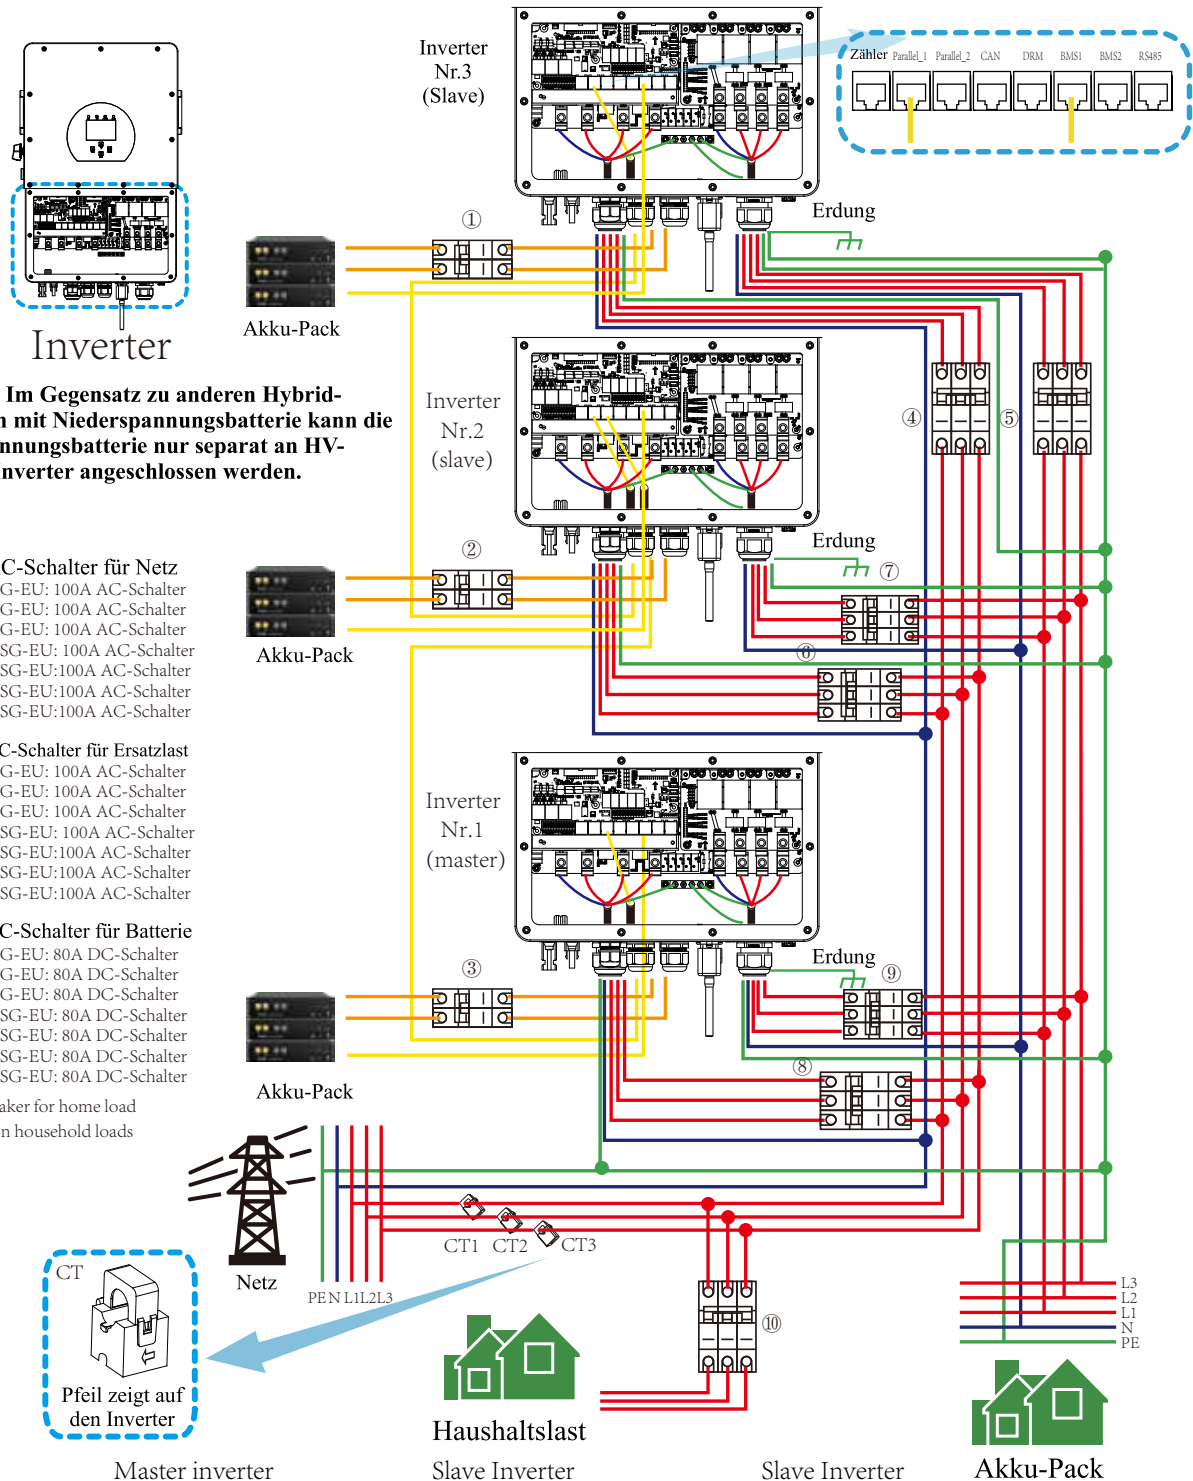 Inverter
Nr.3
(Slave)
Zähler Parallel_1 Parallel_2 CAN DRM BMS1 BMS2 RS485
Erdung
①
Akku-Pack
Inverter
Im Gegensatz zu anderen Hybrid-
mit Niederspannungsbatterie kann die
nnungsbatterie nur separat an HV-
nverter angeschlossen werden.
Inverter
Nr.2
(slave)
④
⑤
Erdung
②
⑦
Akku-Pack
⑥
C-Schalter für Netz
G-EU: 100A AC-Schalter
G-EU: 100A AC-Schalter
G-EU: 100A AC-Schalter
SG-EU: 100A AC-Schalter
SG-EU:100A AC-Schalter
SG-EU:100A AC-Schalter
SG-EU:100A AC-Schalter
C-Schalter für Ersatzlast
G-EU: 100A AC-Schalter
G-EU: 100A AC-Schalter
G-EU: 100A AC-Schalter
SG-EU: 100A AC-Schalter
SG-EU:100A AC-Schalter
SG-EU:100A AC-Schalter
SG-EU:100A AC-Schalter
C-Schalter für Batterie
G-EU: 80A DC-Schalter
G-EU: 80A DC-Schalter
G-EU: 80A DC-Schalter
SG-EU: 80A DC-Schalter
SG-EU: 80A DC-Schalter
SG-EU: 80A DC-Schalter
SG-EU: 80A DC-Schalter
aker for home load
n household loads
Inverter
Nr.1
(master)
Erdung
③
⑨
Akku-Pack
⑧
CT1 CT2 CT3
Netz
PE N L1 L2 L3
CT
Pfeil zeigt auf
den Inverter
⑩
Haushaltslast
L3
L2
L1
N
PE
Akku-Pack
Master inverter
Slave Inverter
Slave Inverter